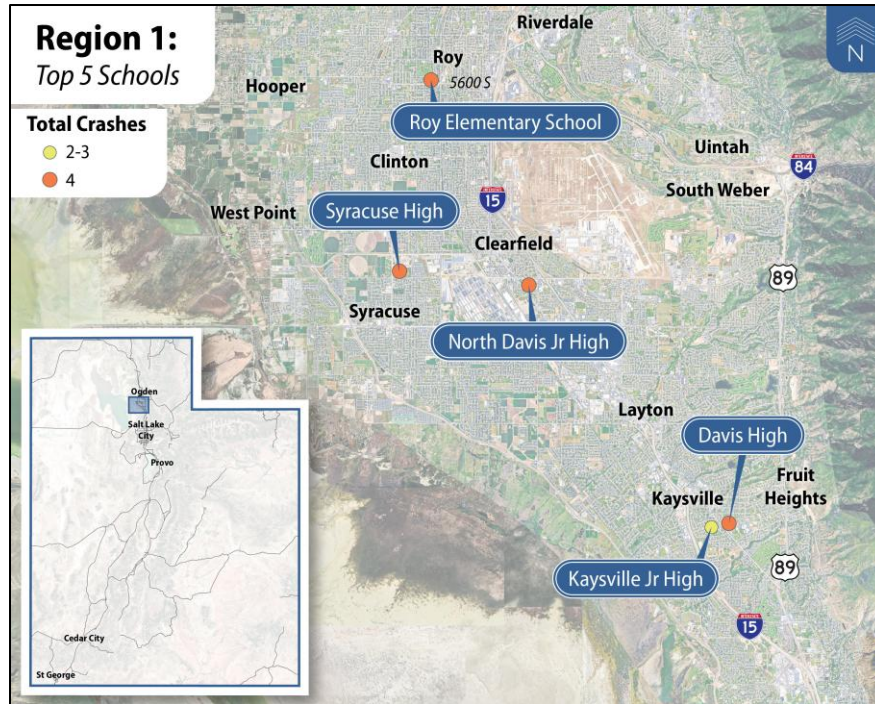 Region 1:
Top 5 Schools
Total Crashes
2-3
4
N
Riverdale
Roy
5600 S
Hooper
Roy Elementary School
Clinton
Uintah
84
South Weber
West Point
Syracuse High
15
Clearfield
89
Syracuse
North Davis Jr High
Layton
Davis High
Kaysville
Fruit
Heights
Kaysville Jr High
89
15
Ogden
Salt Lake
City
Provo
Cedar City
St George